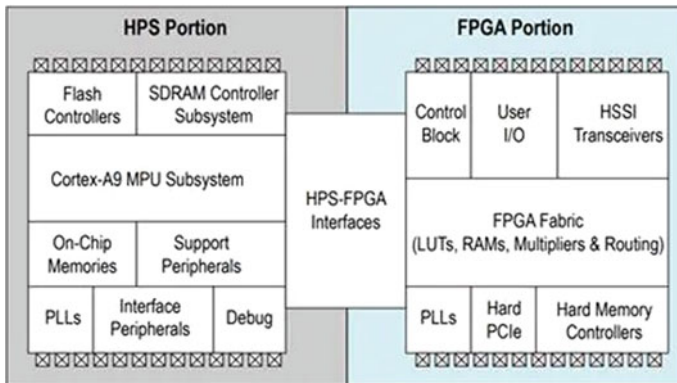 HPS Portion
FPGA Portion
Flash
Controllers
SDRAM Controller
Subsystem
Cortex-A9 MPU Subsystem
On-Chip
Memories
Support
Peripherals
PLLs
Interface
Peripherals
Debug
HPS-FPGA
Interfaces
Control
Block
User
I/O
HSSI
Transceivers
FPGA Fabric
(LUTs, RAMs, Multipliers & Routing)
PLLs
Hard
PCIe
Hard Memory
Controllers